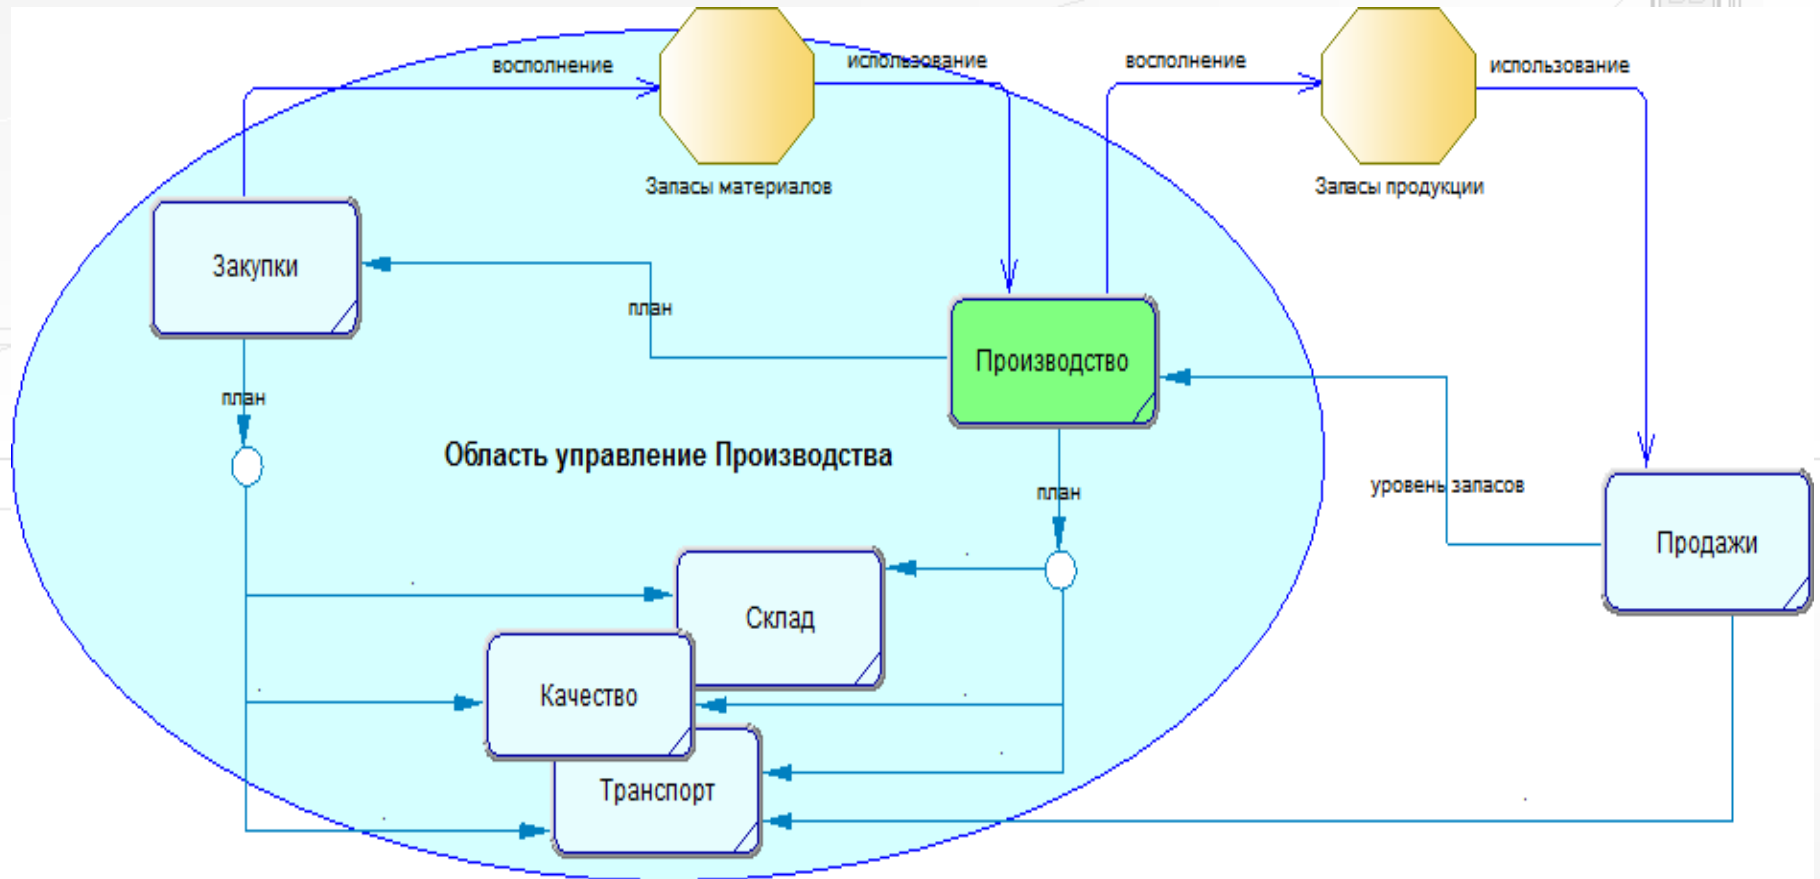 восполнение
использование
восполнение
использование
Запасы материалов
Запасы продукции
Закупки
план
Производство
план
Область управление Производства
план
уровень запасов
Продажи
Склад
Качество
Транспорт